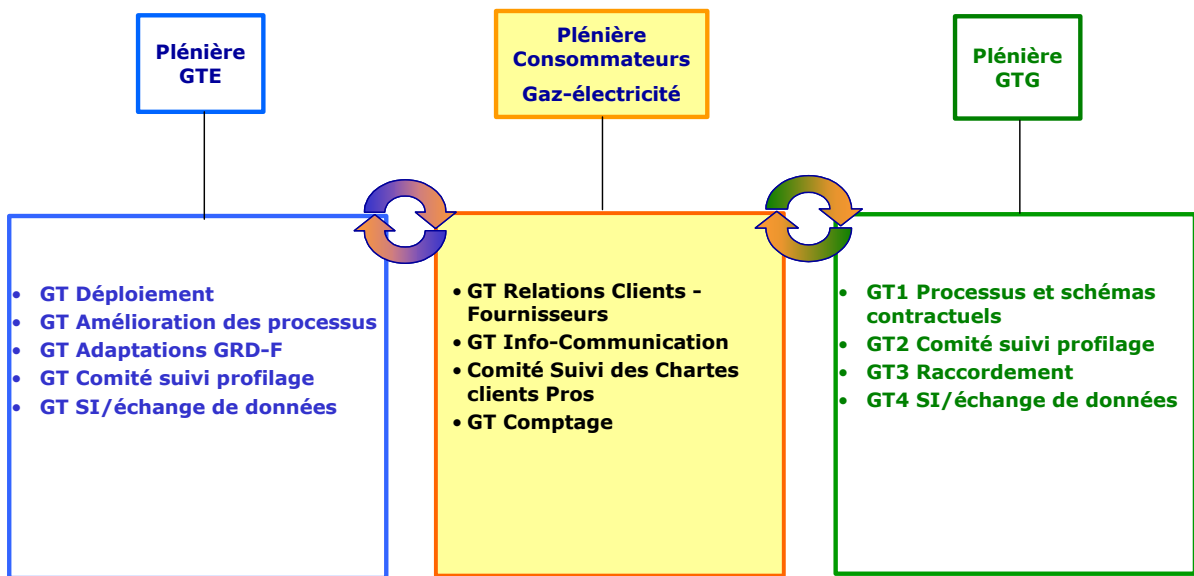 Plénière
GTE
Plénière
Consommateurs
Gaz-électricité
Plénière
GTG
• GT Déploiement
• GT Amélioration des processus
• GT Adaptations GRD-F
• GT Comité suivi profilage
• GT SI/échange de données
• GT Relations Clients -
Fournisseurs
• GT Info-Communication
• Comité Suivi des Chartes
clients Pros
• GT Comptage
• GT1 Processus et schémas
contractuels
• GT2 Comité suivi profilage
• GT3 Raccordement
• GT4 SI/échange de données